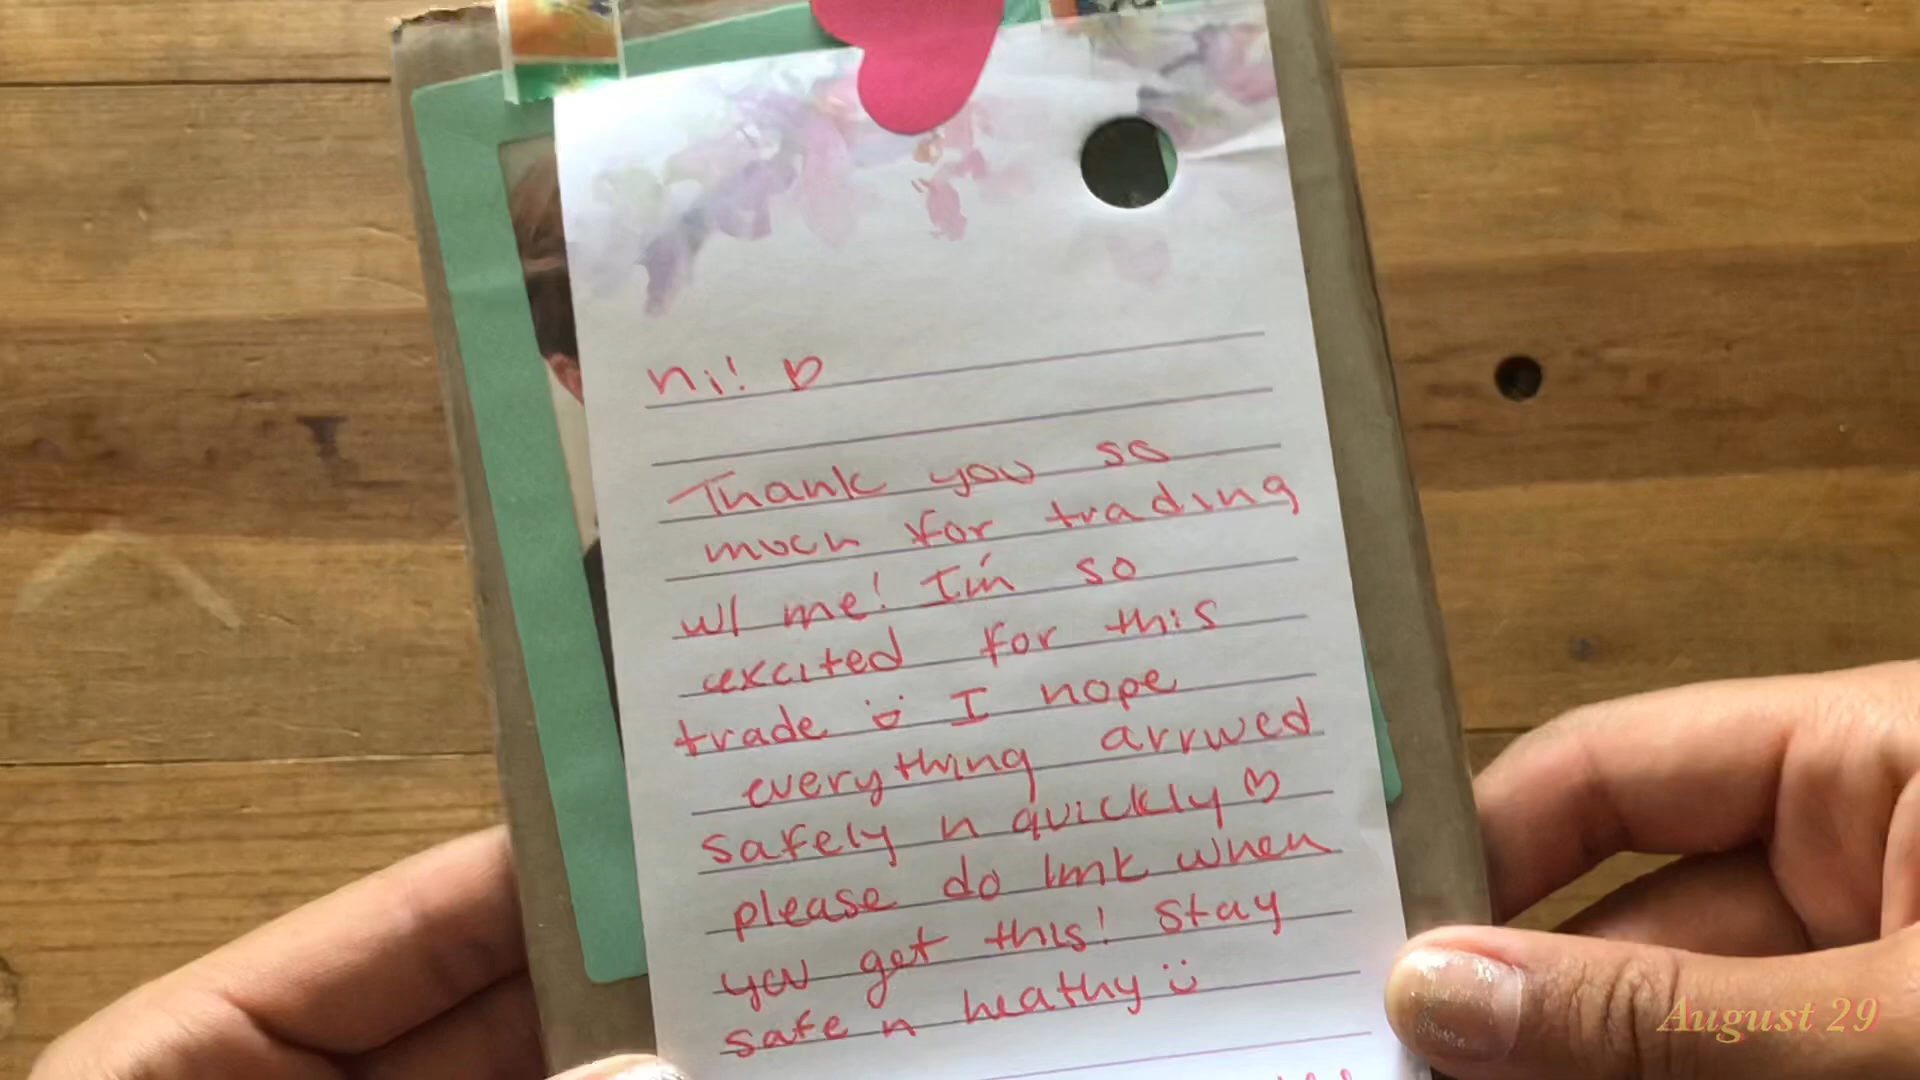 hi! ♡
Thank you so
much for trading
w/ me! I'm so
excited for this
trade I hope
everything arrived
safely n quickly ♡
please do lmk when
you get this! Stay
safe n heathy :)
August 29